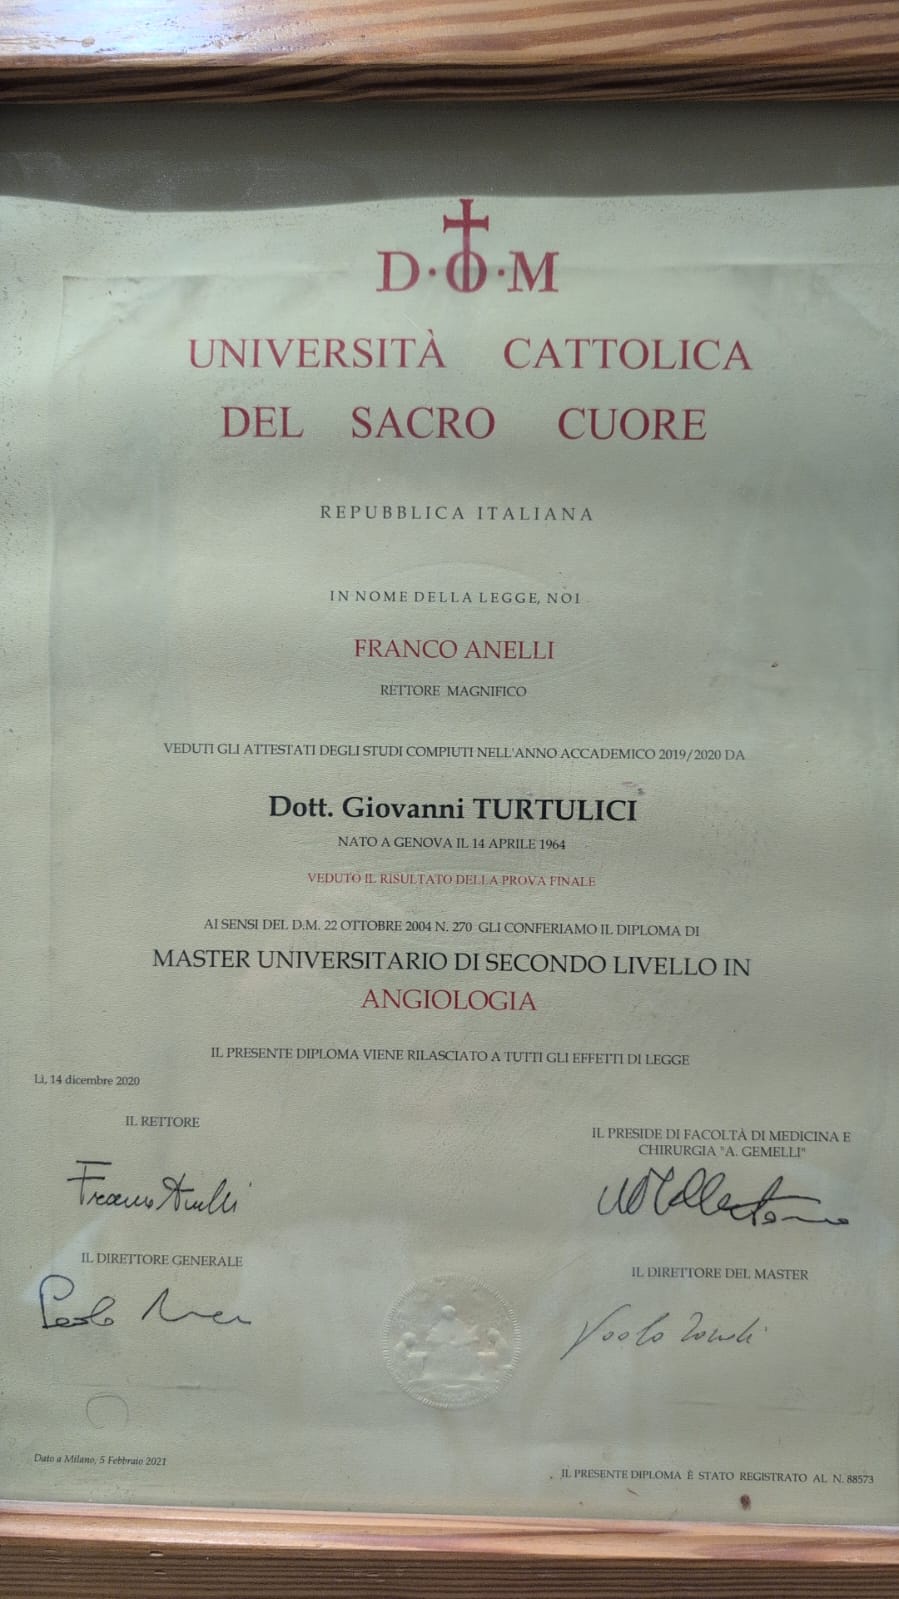 D·O·M
UNIVERSITÀ CATTOLICA
DEL SACRO CUORE
REPUBBLICA ITALIANA
IN NOME DELLA LEGGE, NOI
FRANCO ANELLI
RETTORE MAGNIFICO
VEDUTI GLI ATTESTATI DEGLI STUDI COMPIUTI NELL'ANNO ACCADEMICO 2019/2020 DA
Dott. Giovanni TURTULICI
NATO A GENOVA IL 14 APRILE 1964
VEDUTO IL RISULTATO DELLA PROVA FINALE
AI SENSI DEL D.M. 22 OTTOBRE 2004 N. 270 GLI CONFERIAMO IL DIPLOMA DI
MASTER UNIVERSITARIO DI SECONDO LIVELLO IN
ANGIOLOGIA
IL PRESENTE DIPLOMA VIENE RILASCIATO A TUTTI GLI EFFETTI DI LEGGE
Lì, 14 dicembre 2020
IL RETTORE
Franco Anelli
IL PRESIDE DI FACOLTÀ DI MEDICINA E
CHIRURGIA "A. GEMELLI"
IL DIRETTORE GENERALE
Paolo
IL DIRETTORE DEL MASTER
Paolo
Dato a Milano, 5 Febbraio 2021
IL PRESENTE DIPLOMA È STATO REGISTRATO AL N. 88573